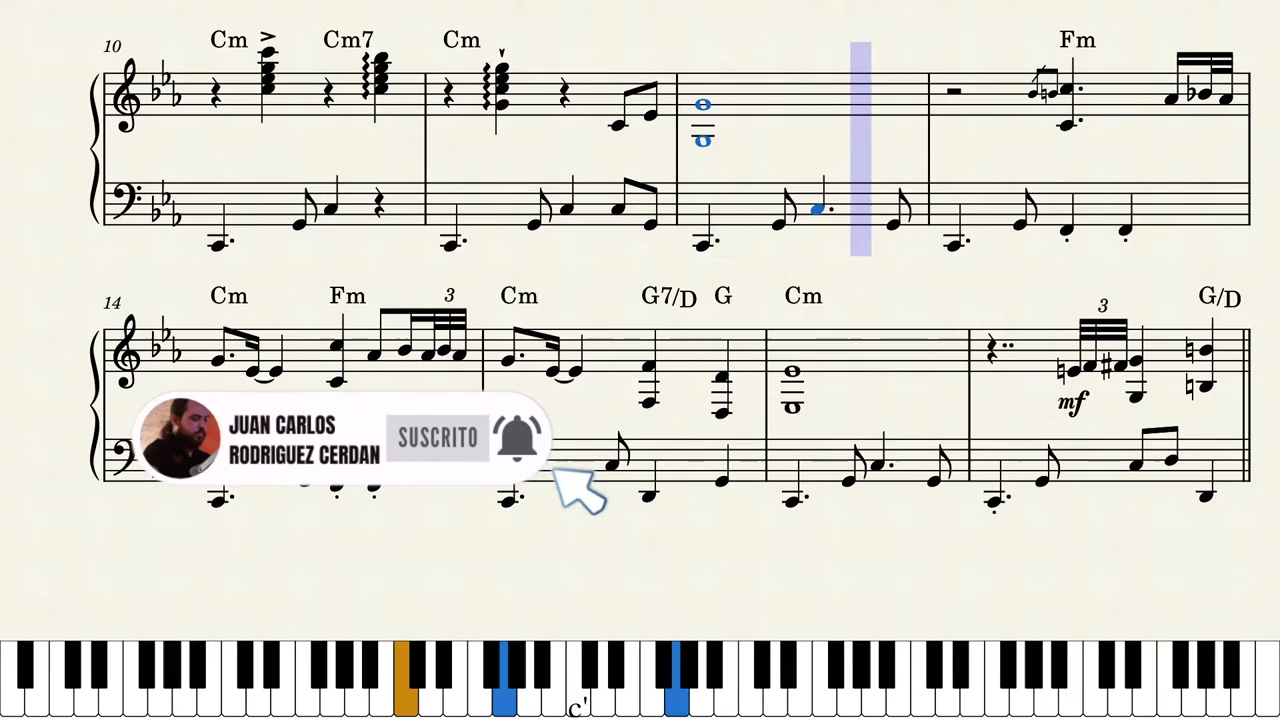 10 Cm Cm7 Cm Fm
14 Cm Fm 3 Cm G7/D G Cm 3 G/D
mf
JUAN CARLOS
RODRIGUEZ CERDAN
SUSCRITO
c'